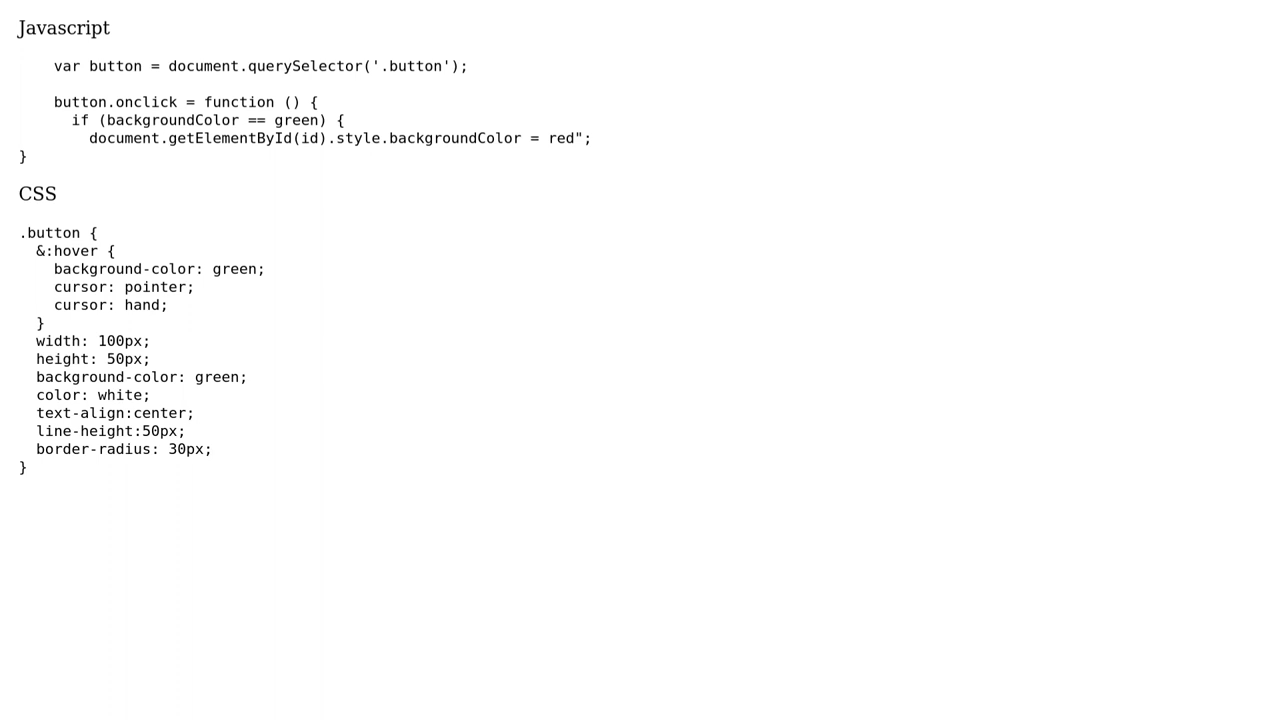 Javascript
    var button = document.querySelector('.button');
    button.onclick = function () {
      if (backgroundColor == green) {
        document.getElementById(id).style.backgroundColor = red";
}
CSS
.button {
  &:hover {
    background-color: green;
    cursor: pointer;
    cursor: hand;
  }
  width: 100px;
  height: 50px;
  background-color: green;
  color: white;
  text-align:center;
  line-height:50px;
  border-radius: 30px;
}